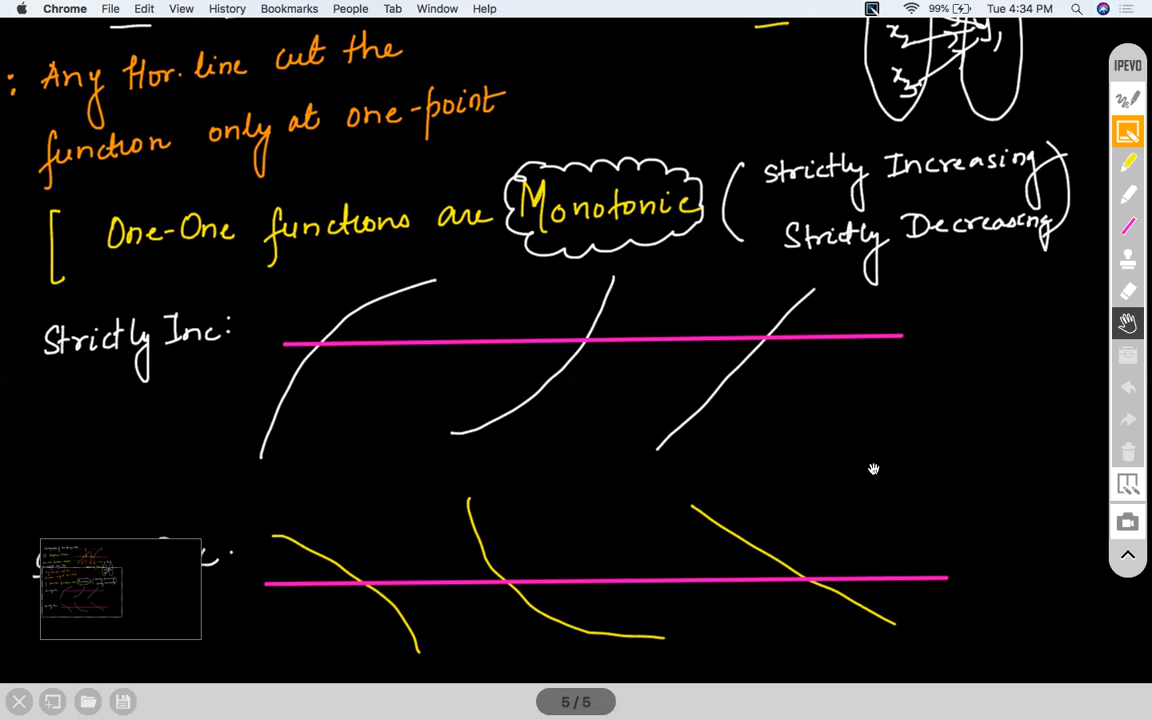 Chrome File Edit View History Bookmarks People Tab Window Help 99% Tue 4:34 PM
: Any Hor. line cut the
function only at one-point
x2
x3
IPEVO
[ One-One functions are Monotonic ( Strictly Increasing
Strictly Decreasing )
Strictly Inc:
5 / 5